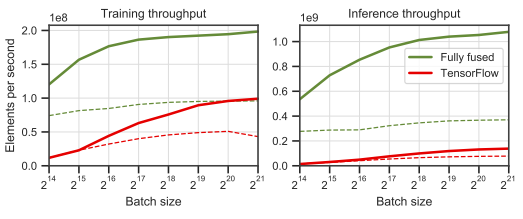 Training throughput
1e8
2.0
1.5
1.0
0.5
0.0
Elements per second
2^14 2^15 2^16 2^17 2^18 2^19 2^20 2^21
Batch size
Inference throughput
1e9
1.0
0.8
0.6
0.4
0.2
0.0
Fully fused
TensorFlow
2^14 2^15 2^16 2^17 2^18 2^19 2^20 2^21
Batch size